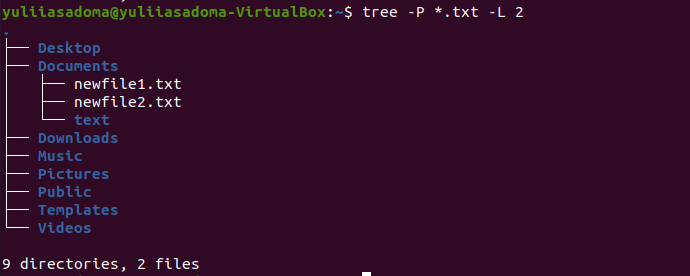 yuliiasadoma@yuliiasadoma-VirtualBox:~$ tree -P *.txt -L 2
.
├── Desktop
├── Documents
│   ├── newfile1.txt
│   ├── newfile2.txt
│   └── text
├── Downloads
├── Music
├── Pictures
├── Public
├── Templates
└── Videos

9 directories, 2 files